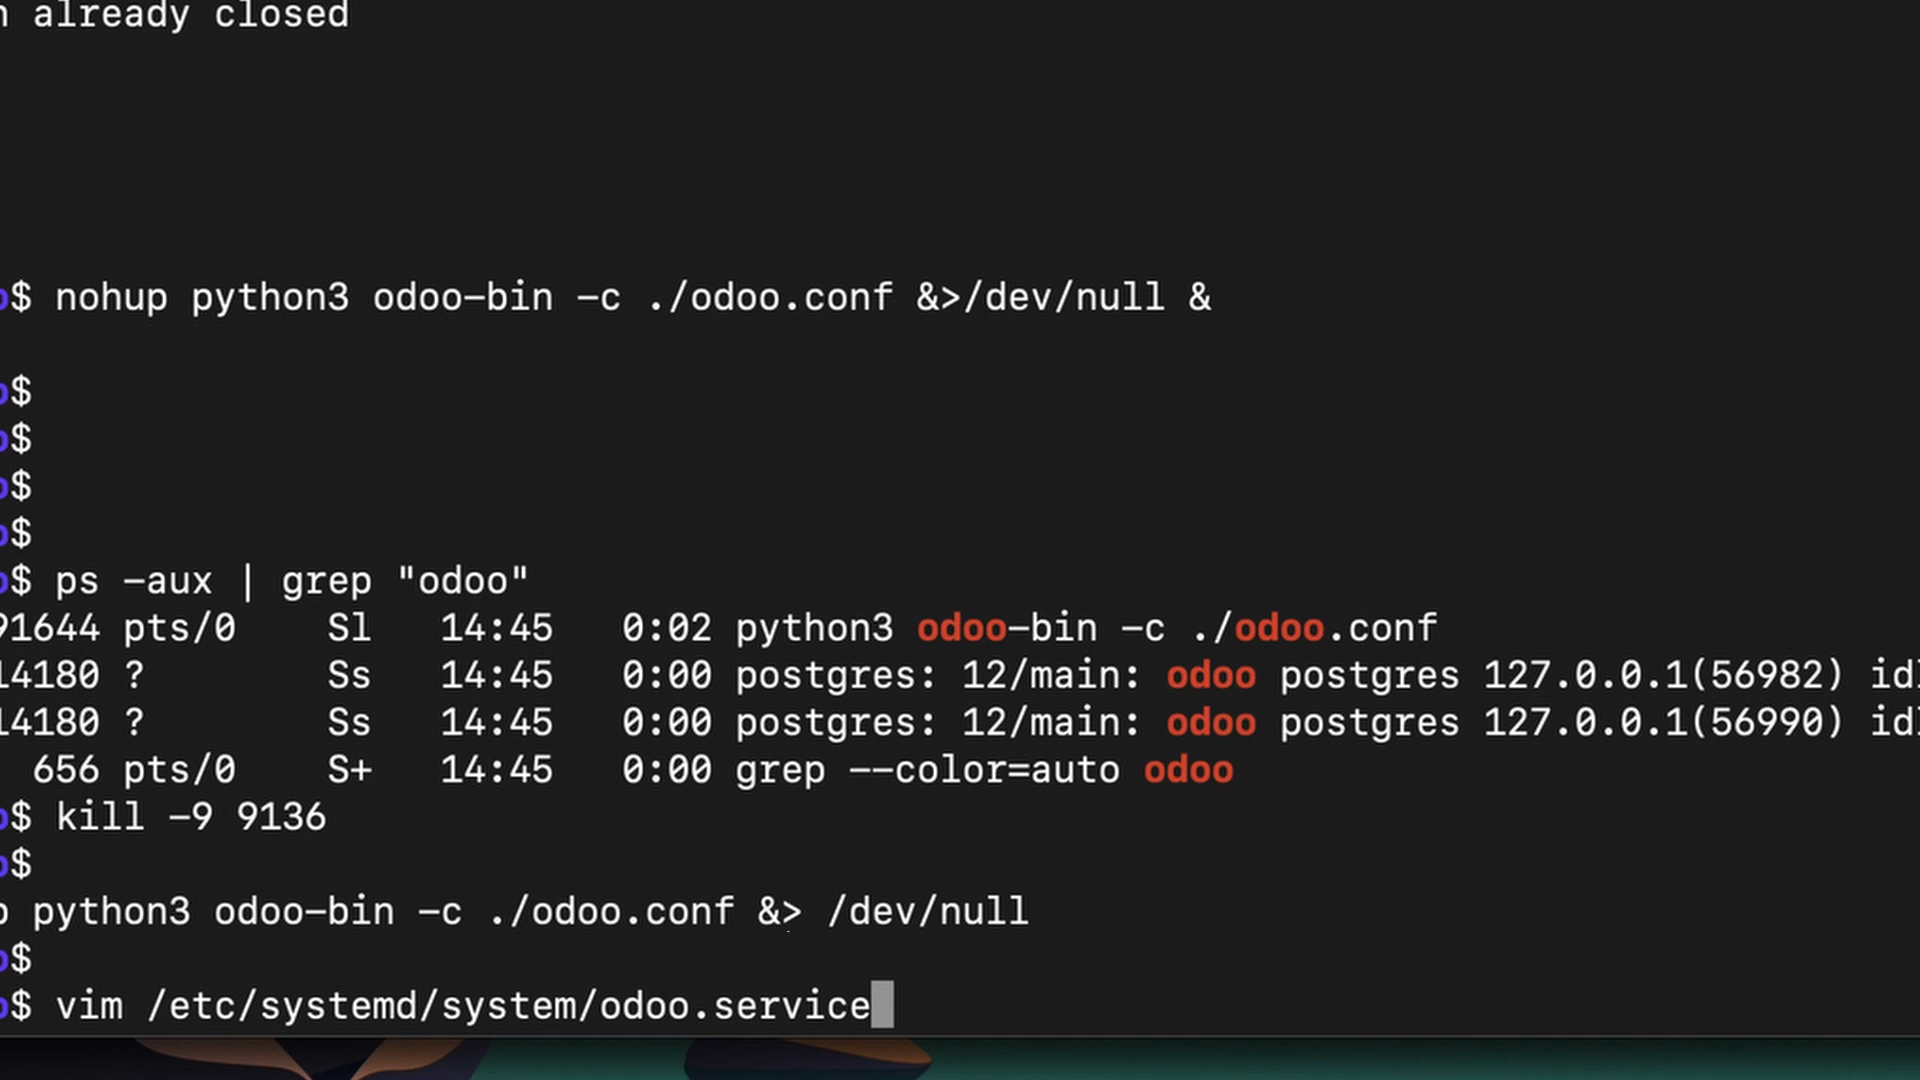 already closed
$ nohup python3 odoo-bin -c ./odoo.conf &>/dev/null &
$
$
$
$
$ ps -aux | grep "odoo"
91644 pts/0 Sl 14:45 0:02 python3 odoo-bin -c ./odoo.conf
14180 ? Ss 14:45 0:00 postgres: 12/main: odoo postgres 127.0.0.1(56982)
14180 ? Ss 14:45 0:00 postgres: 12/main: odoo postgres 127.0.0.1(56990)
656 pts/0 S+ 14:45 0:00 grep --color=auto odoo
$ kill -9 9136
$
python3 odoo-bin -c ./odoo.conf &> /dev/null
$
$ vim /etc/systemd/system/odoo.service